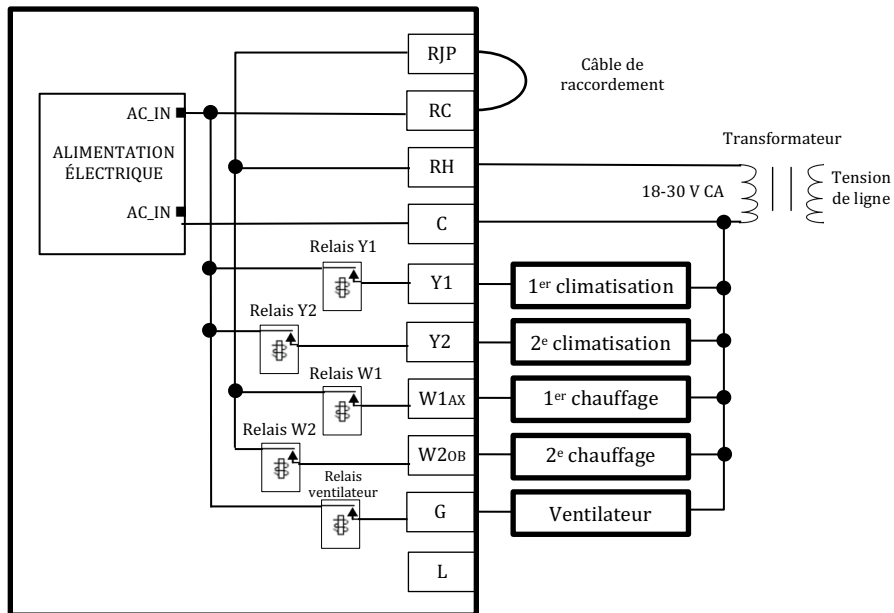 RJP
Câble de
raccordement
AC_IN
RC
ALIMENTATION
ÉLECTRIQUE
Transformateur
RH
18-30 V CA
Tension
de ligne
AC_IN
C
Relais Y1
Y1
1er climatisation
Relais Y2
Y2
2e climatisation
Relais W1
W1AX
1er chauffage
Relais W2
W2OB
2e chauffage
Relais
ventilateur
G
Ventilateur
L